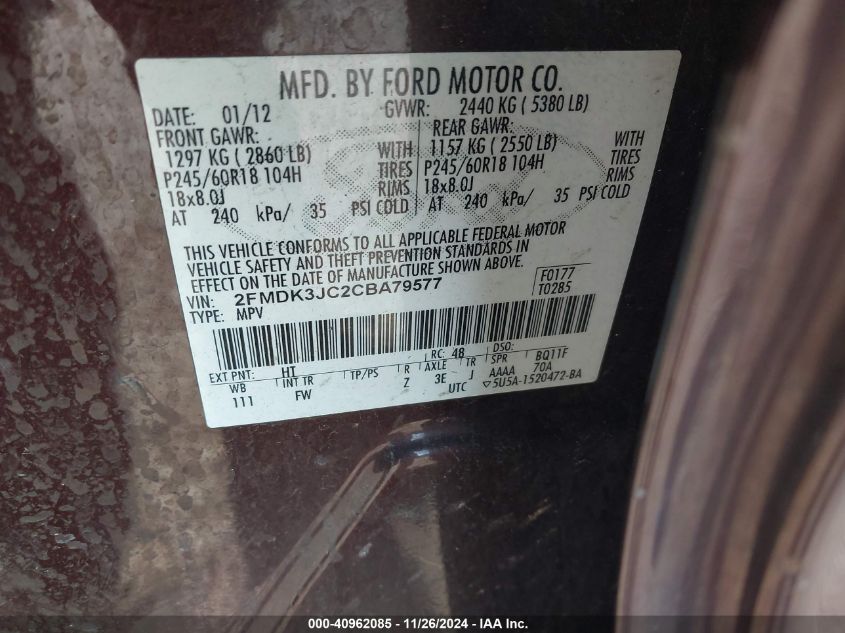 MFD. BY FORD MOTOR CO.
DATE: 01/12 GVWR: 2440 KG ( 5380 LB)
FRONT GAWR: REAR GAWR:
1297 KG ( 2860 LB) WITH 1157 KG ( 2550 LB) WITH
P245/60R18 104H TIRES P245/60R18 104H TIRES
18x8.0J RIMS 18x8.0J RIMS
AT 240 kPa/ 35 PSI COLD AT 240 kPa/ 35 PSI COLD
THIS VEHICLE CONFORMS TO ALL APPLICABLE FEDERAL MOTOR
VEHICLE SAFETY AND THEFT PREVENTION STANDARDS IN
EFFECT ON THE DATE OF MANUFACTURE SHOWN ABOVE.
VIN: 2FMDK3JC2CBA79577 F0177
TYPE: MPV T0285
EXT PNT: HT RC: 48 DSO:
WB INT TR TP/PS R AXLE TR SPR BQ11F
111 FW Z 3E J AAAA 70A
UTC ▽5U5A-1520472-BA
000-40962085 | 11/26/2024 | IAA Inc.